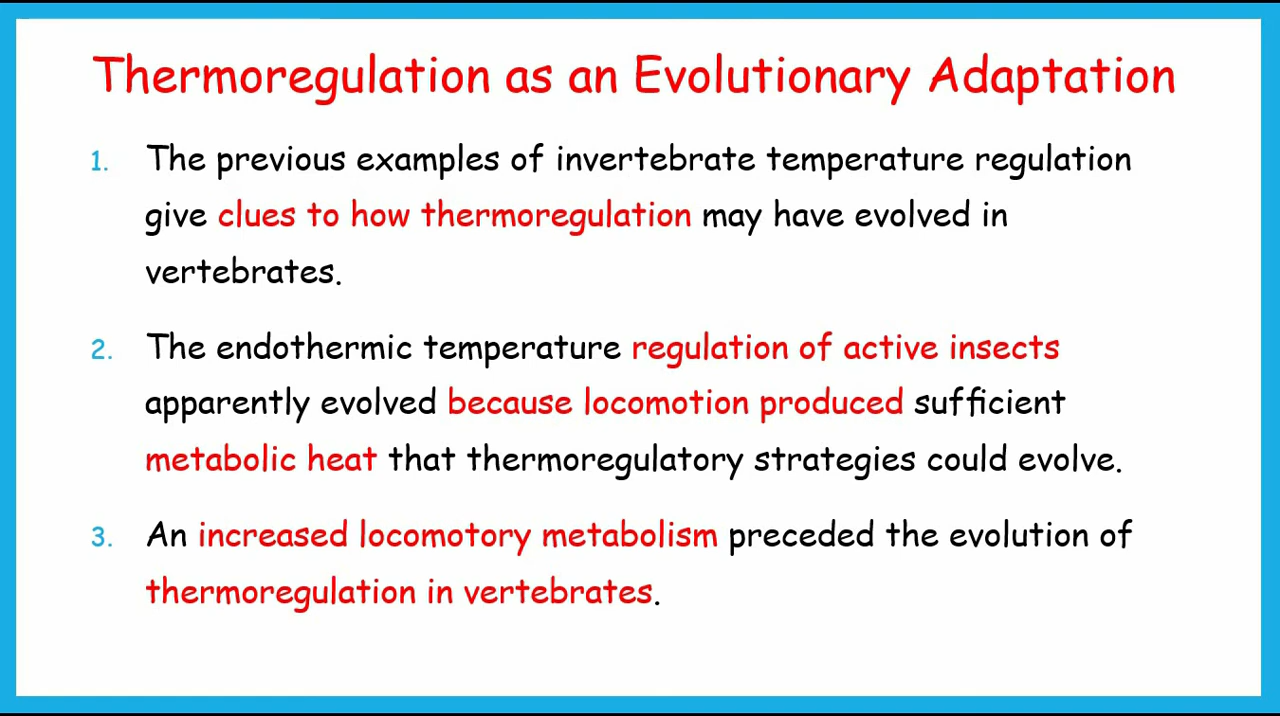 Thermoregulation as an Evolutionary Adaptation
1. The previous examples of invertebrate temperature regulation
give clues to how thermoregulation may have evolved in
vertebrates.
2. The endothermic temperature regulation of active insects
apparently evolved because locomotion produced sufficient
metabolic heat that thermoregulatory strategies could evolve.
3. An increased locomotory metabolism preceded the evolution of
thermoregulation in vertebrates.